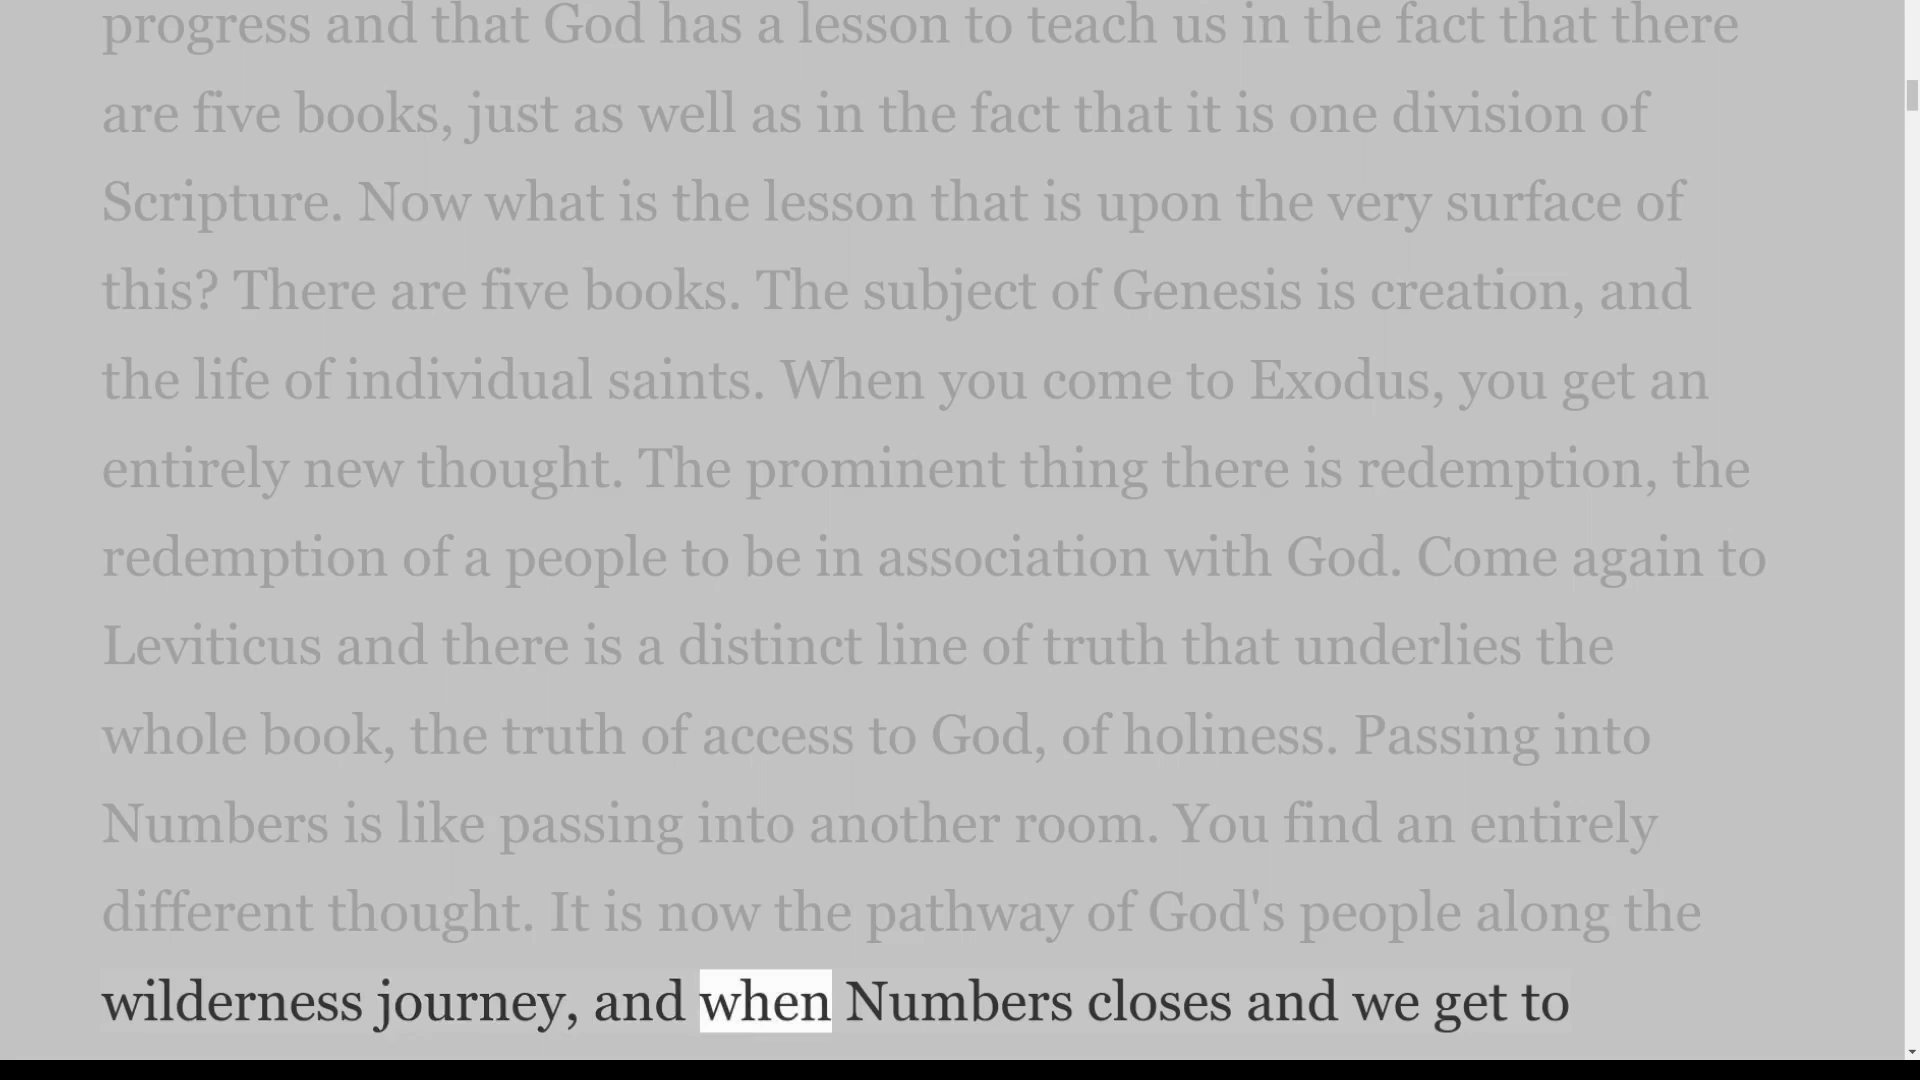 progress and that God has a lesson to teach us in the fact that there
are five books, just as well as in the fact that it is one division of
Scripture. Now what is the lesson that is upon the very surface of
this? There are five books. The subject of Genesis is creation, and
the life of individual saints. When you come to Exodus, you get an
entirely new thought. The prominent thing there is redemption, the
redemption of a people to be in association with God. Come again to
Leviticus and there is a distinct line of truth that underlies the
whole book, the truth of access to God, of holiness. Passing into
Numbers is like passing into another room. You find an entirely
different thought. It is now the pathway of God's people along the
wilderness journey, and when Numbers closes and we get to